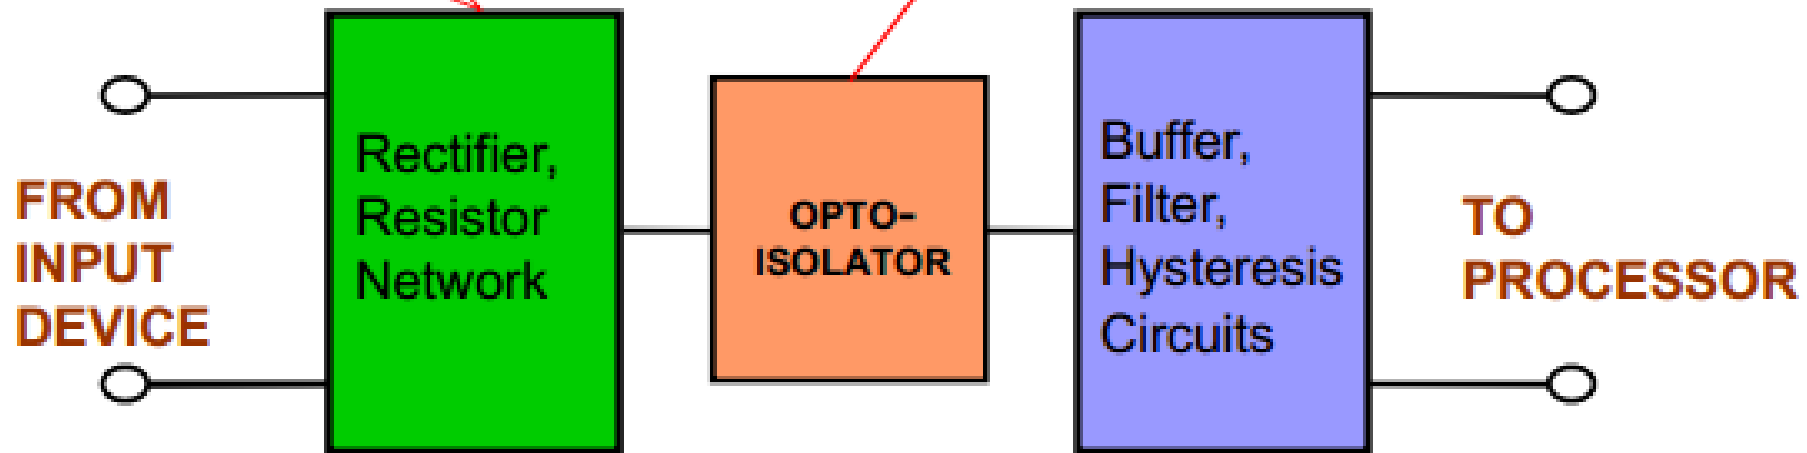 FROM
INPUT
DEVICE
Rectifier,
Resistor
Network
OPTO-
ISOLATOR
Buffer,
Filter,
Hysteresis
Circuits
TO
PROCESSOR